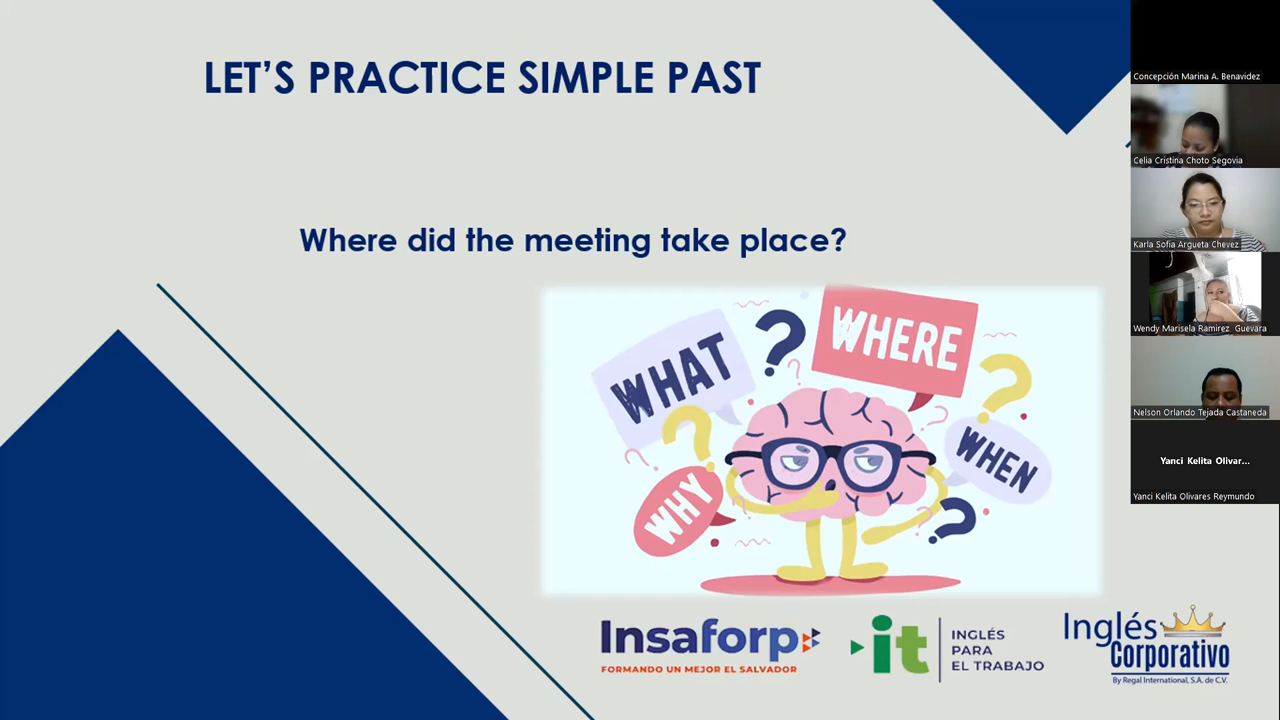 LET'S PRACTICE SIMPLE PAST
Where did the meeting take place?
WHAT
WHERE
WHEN
WHY
Insaforp
FORMANDO UN MEJOR EL SALVADOR
it
INGLÉS
PARA
EL TRABAJO
Inglés
Corporativo
By Regal International, S.A. de C.V.
Concepción Marina A. Benavidez
Celia Cristina Choto Segovia
Karla Sofia Argueta Chevez
Wendy Marisela Ramirez Guevara
Nelson Orlando Tejada Castaneda
Yanci Kelita Olivar...
Yanci Kelita Olivares Reymundo